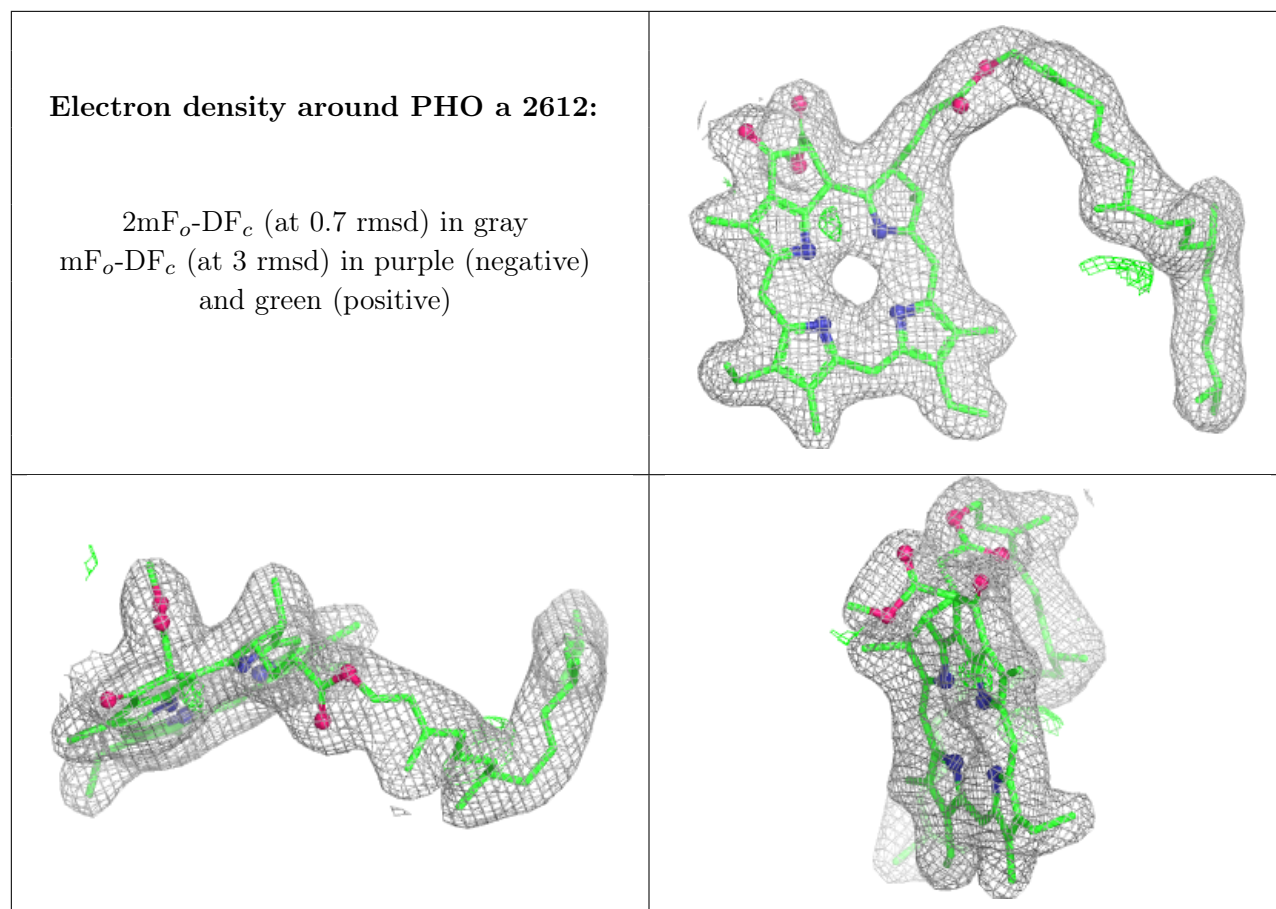 Electron density around PHO a 2612:
2mFo-DFc (at 0.7 rmsd) in gray
mFo-DFc (at 3 rmsd) in purple (negative)
and green (positive)